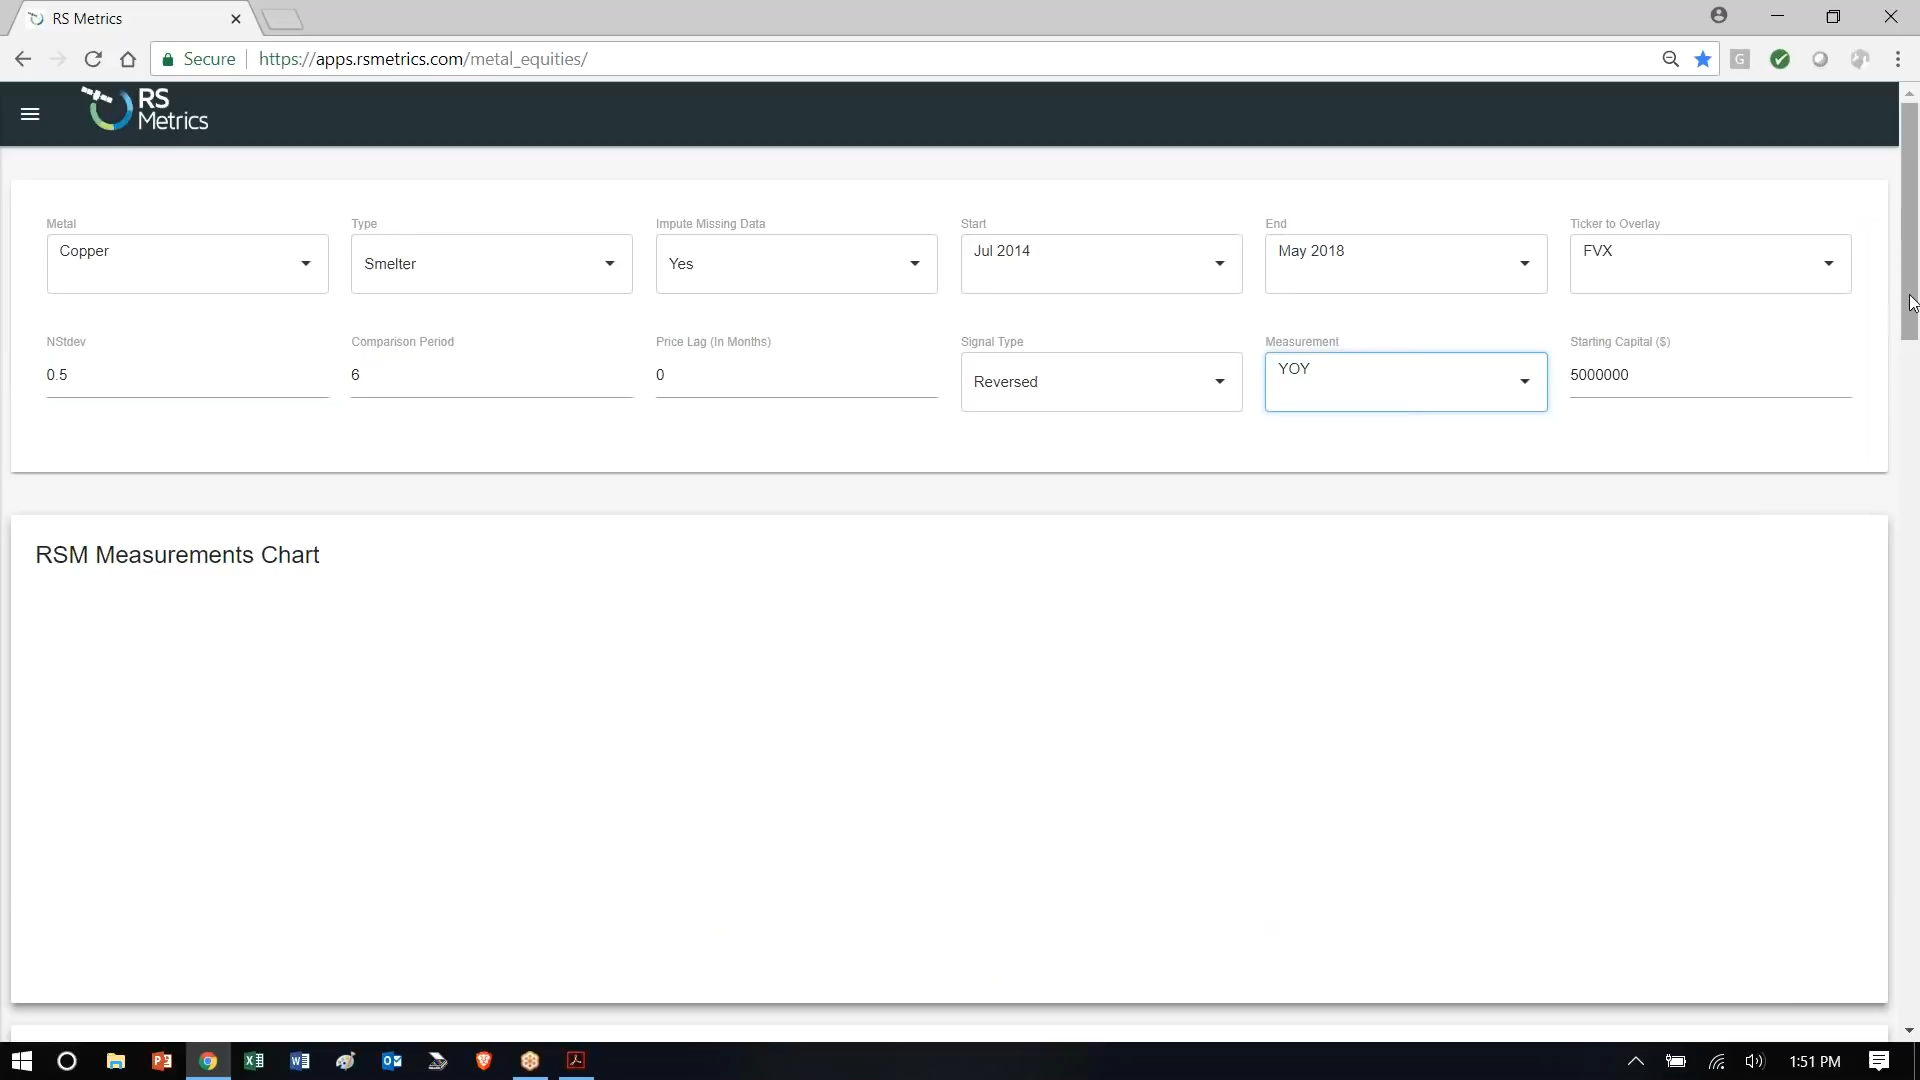 RS Metrics
Secure
https://apps.rsmetrics.com/metal_equities/
G
RS
Metrics
Metal
Type
Impute Missing Data
Start
End
Ticker to Overlay
Copper
Smelter
Yes
Jul 2014
May 2018
FVX
NStdev
Comparison Period
Price Lag (In Months)
Signal Type
Measurement
Starting Capital ($)
0.5
6
0
Reversed
YOY
5000000
RSM Measurements Chart
1:51 PM